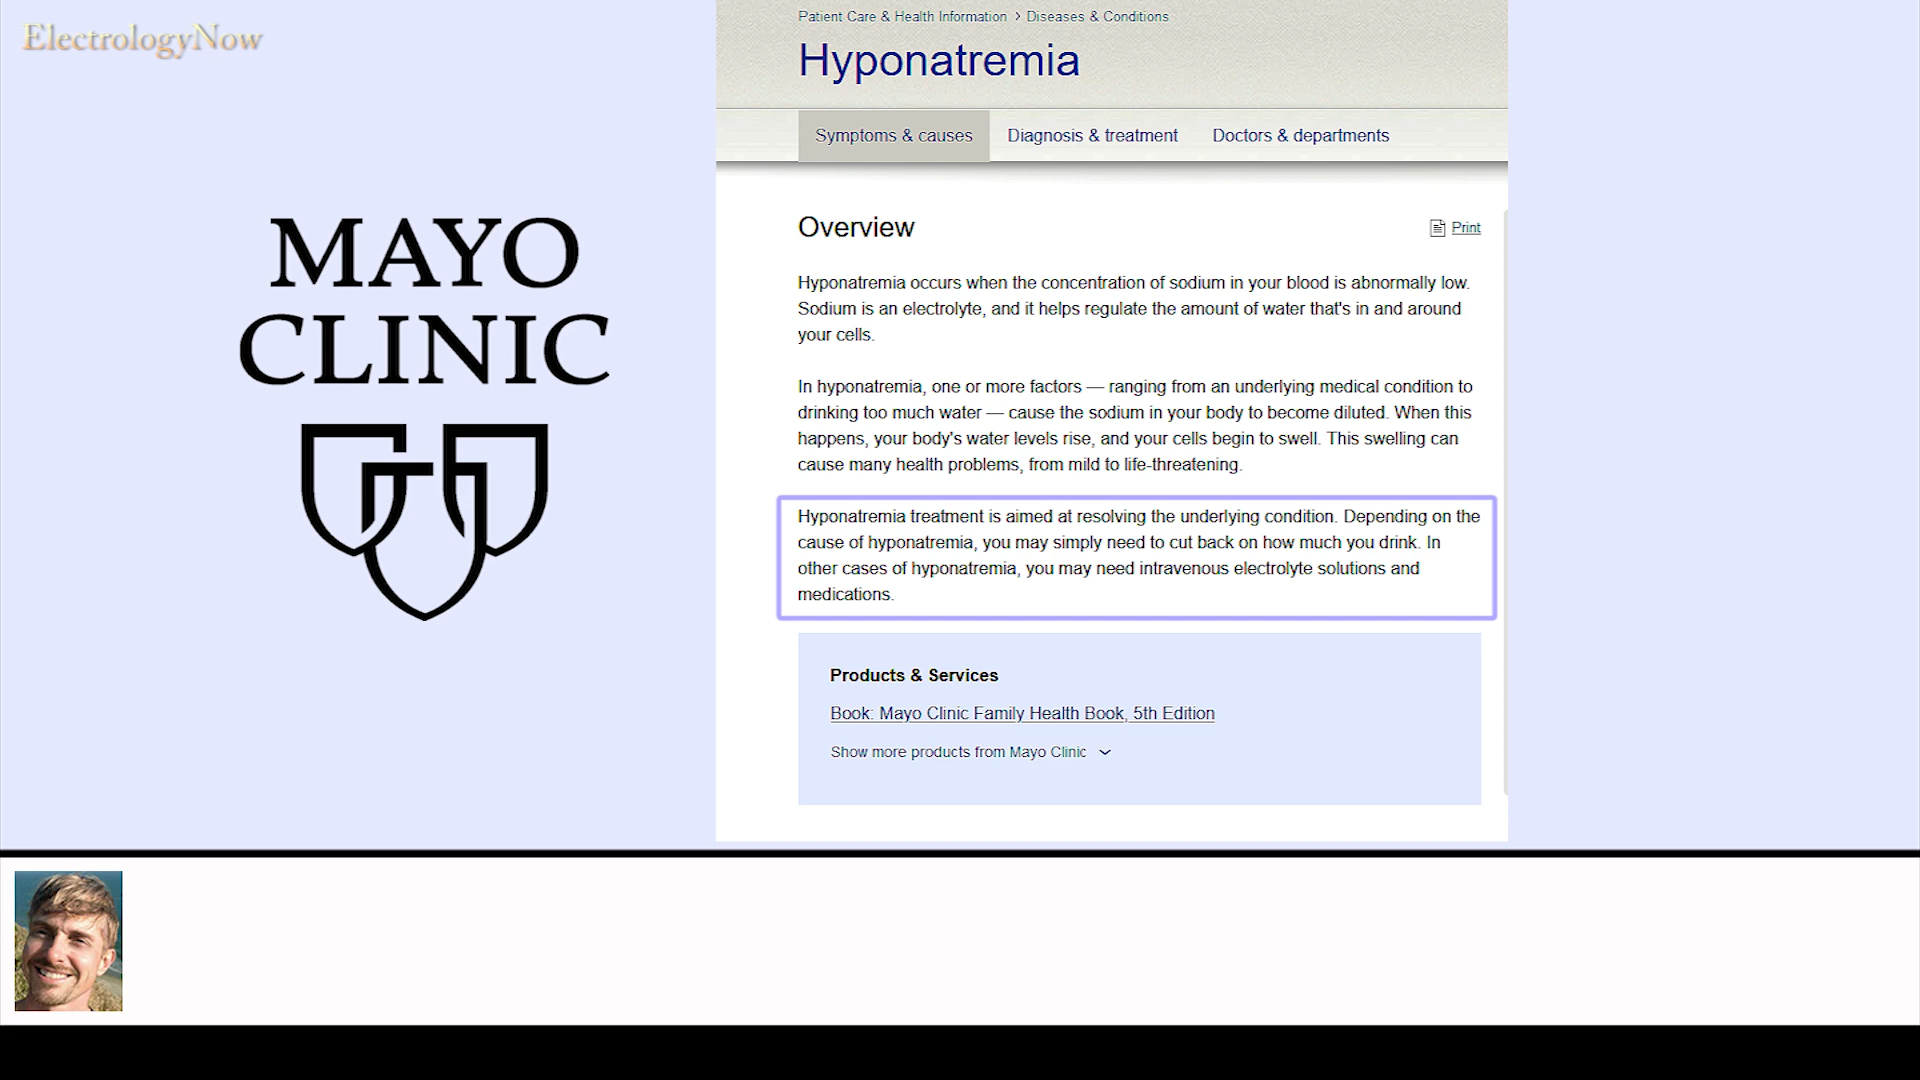 ElectrologyNow
MAYO
CLINIC
Patient Care & Health Information > Diseases & Conditions
Hyponatremia
Symptoms & causes
Diagnosis & treatment
Doctors & departments
Overview
Print
Hyponatremia occurs when the concentration of sodium in your blood is abnormally low.
Sodium is an electrolyte, and it helps regulate the amount of water that's in and around
your cells.
In hyponatremia, one or more factors — ranging from an underlying medical condition to
drinking too much water — cause the sodium in your body to become diluted. When this
happens, your body's water levels rise, and your cells begin to swell. This swelling can
cause many health problems, from mild to life-threatening.
Hyponatremia treatment is aimed at resolving the underlying condition. Depending on the
cause of hyponatremia, you may simply need to cut back on how much you drink. In
other cases of hyponatremia, you may need intravenous electrolyte solutions and
medications.
Products & Services
Book: Mayo Clinic Family Health Book, 5th Edition
Show more products from Mayo Clinic